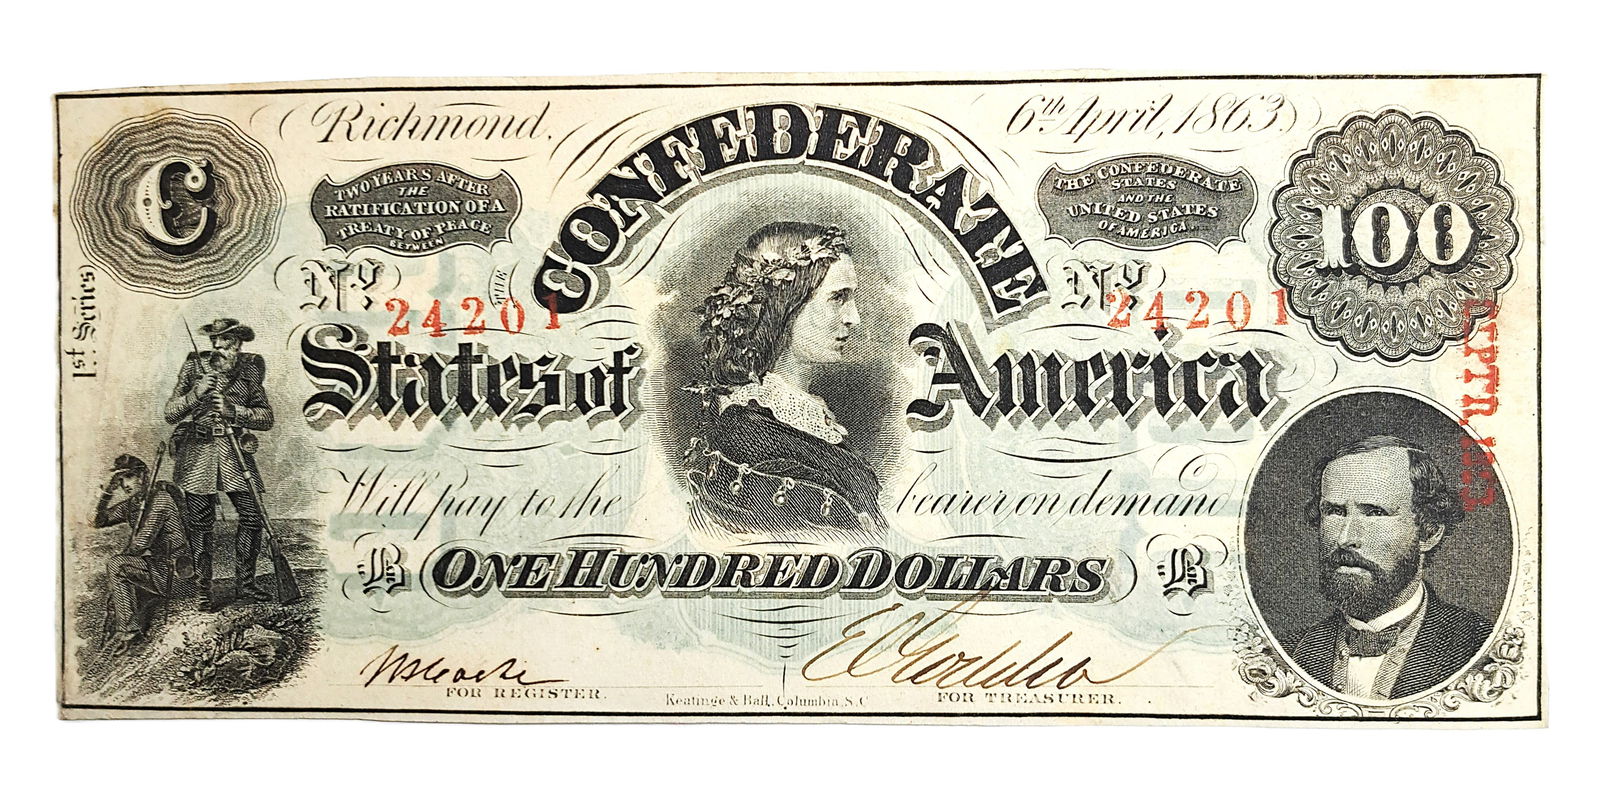 Richmond.
6th April, 1863.
C
TWO YEARS AFTER
THE
RATIFICATION OF A
TREATY OF PEACE
BETWEEN
THE CONFEDERATE
STATES
AND THE
UNITED STATES
OF AMERICA
100
1st Series
THE
CONFEDERATE
No. 24201
No. 24201
States of America
Will pay to the bearer on demand
"B" ONE HUNDRED DOLLARS "B"
FOR REGISTER.
Keatinge & Ball, Columbia, S.C.
FOR TREASURER.